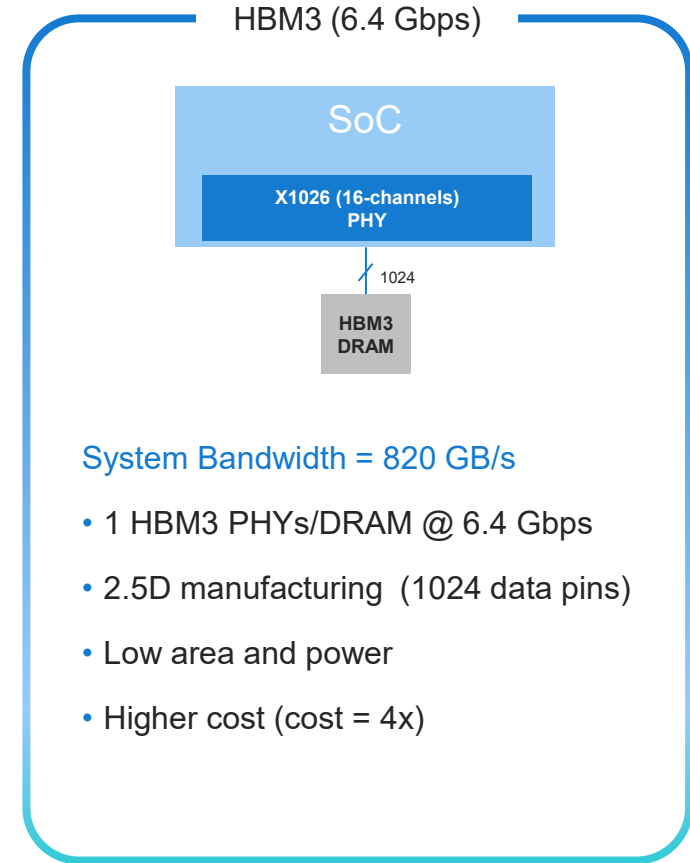 HBM3 (6.4 Gbps)
SoC
X1026 (16-channels)
PHY
1024
HBM3
DRAM
System Bandwidth = 820 GB/s
• 1 HBM3 PHYs/DRAM @ 6.4 Gbps
• 2.5D manufacturing (1024 data pins)
• Low area and power
• Higher cost (cost = 4x)